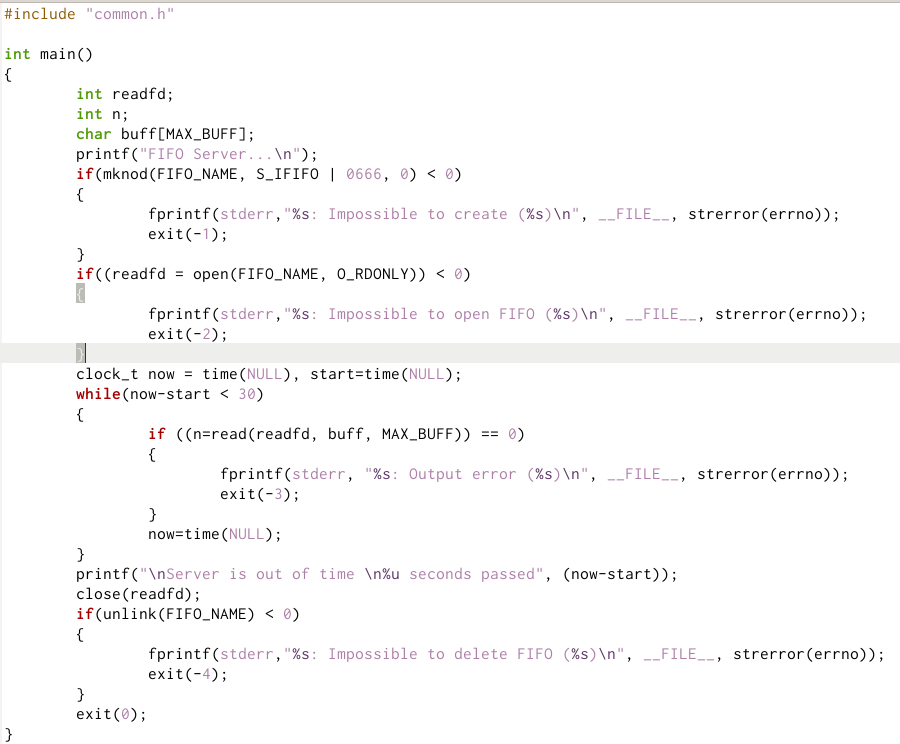 #include "common.h"

int main()
{
        int readfd;
        int n;
        char buff[MAX_BUFF];
        printf("FIFO Server...\n");
        if(mknod(FIFO_NAME, S_IFIFO | 0666, 0) < 0)
        {
                fprintf(stderr,"%s: Impossible to create (%s)\n", __FILE__, strerror(errno));
                exit(-1);
        }
        if((readfd = open(FIFO_NAME, O_RDONLY)) < 0)
        {
                fprintf(stderr,"%s: Impossible to open FIFO (%s)\n", __FILE__, strerror(errno));
                exit(-2);
        }
        clock_t now = time(NULL), start=time(NULL);
        while(now-start < 30)
        {
                if ((n=read(readfd, buff, MAX_BUFF)) == 0)
                {
                        fprintf(stderr, "%s: Output error (%s)\n", __FILE__, strerror(errno));
                        exit(-3);
                }
                now=time(NULL);
        }
        printf("\nServer is out of time \n%u seconds passed", (now-start));
        close(readfd);
        if(unlink(FIFO_NAME) < 0)
        {
                fprintf(stderr,"%s: Impossible to delete FIFO (%s)\n", __FILE__, strerror(errno));
                exit(-4);
        }
        exit(0);
}